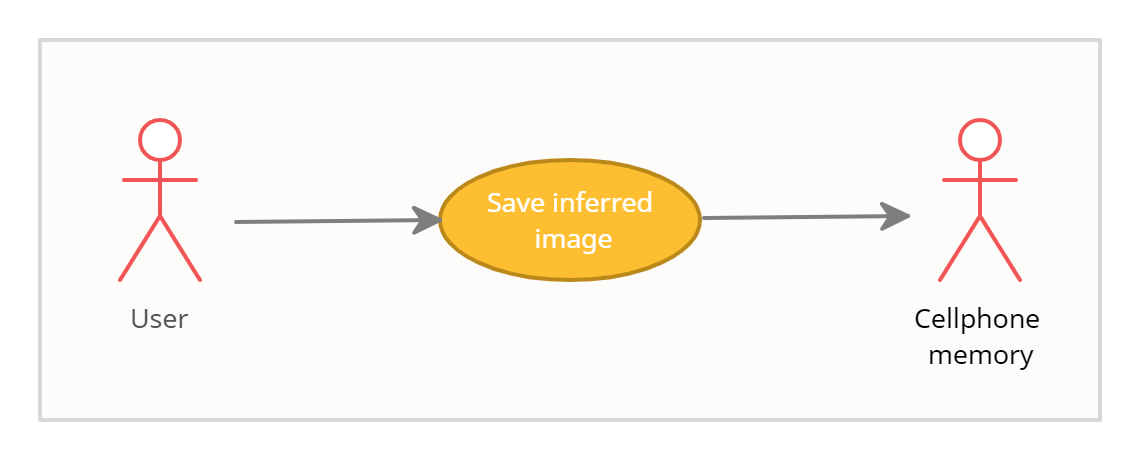 Save inferred
image
User
Cellphone
memory